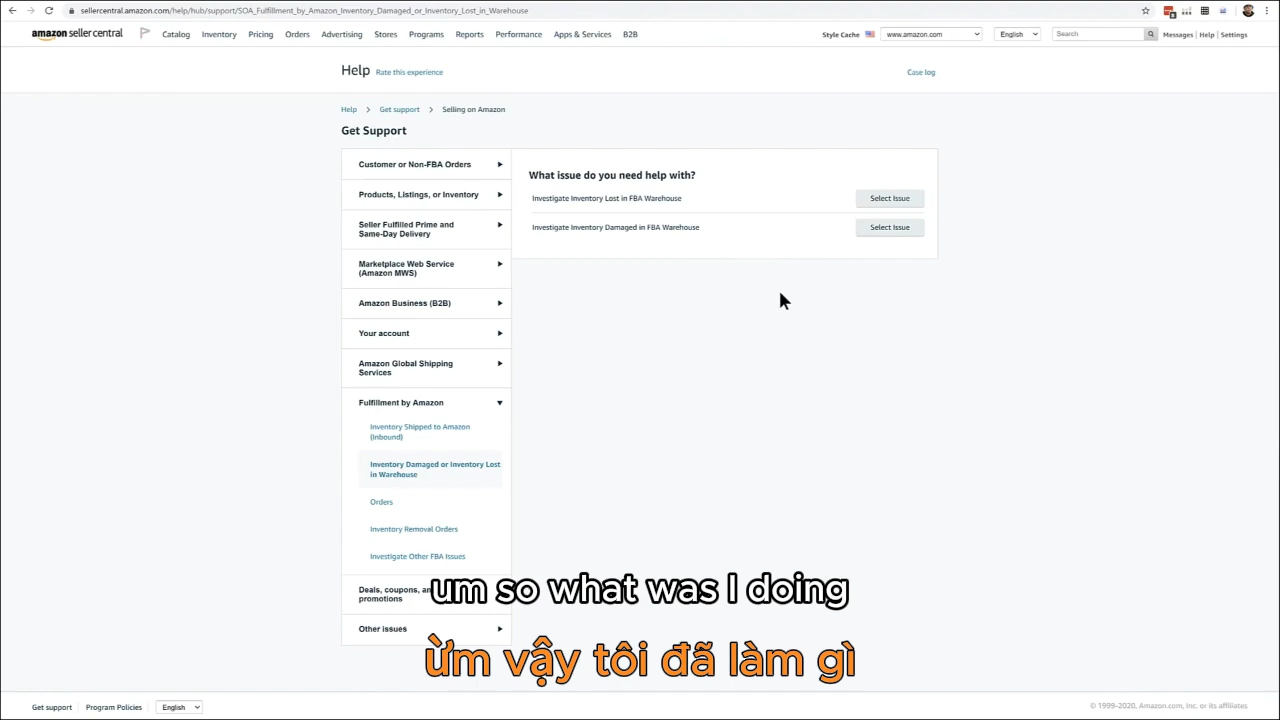 sellercentral.amazon.com/help/hub/support/SOA_Fulfillment_by_Amazon_Inventory_Damaged_or_Inventory_Lost_in_Warehouse
amazon seller central
Catalog Inventory Pricing Orders Advertising Stores Programs Reports Performance Apps & Services B2B
Style Cache www.amazon.com English Search Messages | Help | Settings
Help Rate this experience
Case log
Help > Get support > Selling on Amazon
Get Support
Customer or Non-FBA Orders
Products, Listings, or Inventory
Seller Fulfilled Prime and
Same-Day Delivery
Marketplace Web Service
(Amazon MWS)
Amazon Business (B2B)
Your account
Amazon Global Shipping
Services
Fulfillment by Amazon
Inventory Shipped to Amazon
(Inbound)
Inventory Damaged or Inventory Lost
in Warehouse
Orders
Inventory Removal Orders
Investigate Other FBA Issues
Deals, coupons, an
promotions
Other issues
What issue do you need help with?
Investigate Inventory Lost in FBA Warehouse Select Issue
Investigate Inventory Damaged in FBA Warehouse Select Issue
um so what was I doing
ừm vậy tôi đã làm gì
Get support Program Policies English
© 1999-2020, Amazon.com, Inc. or its affiliates